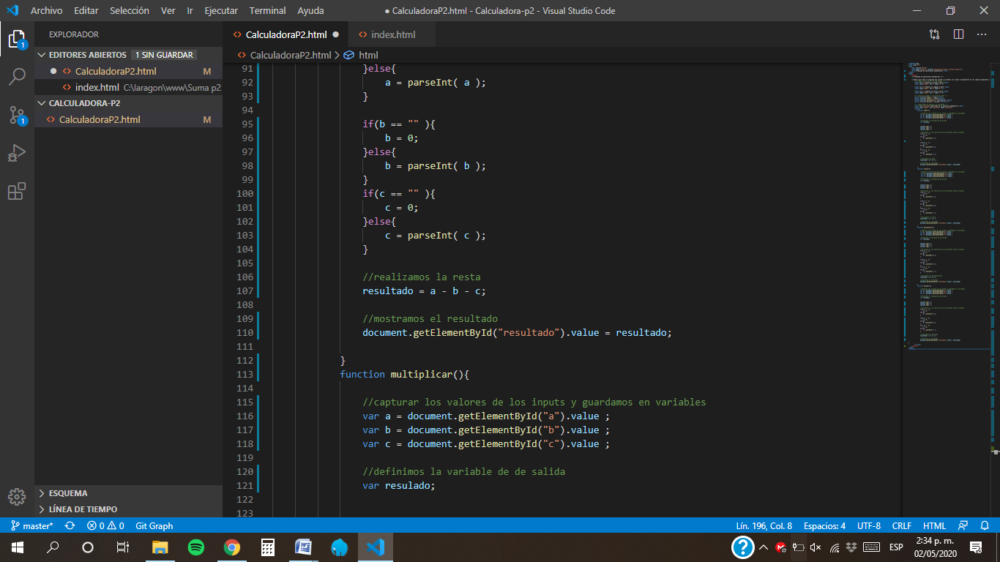 Archivo Editar Selección Ver Ir Ejecutar Terminal Ayuda
● CalculadoraP2.html - Calculadora-p2 - Visual Studio Code
EXPLORADOR
EDITORES ABIERTOS 1 SIN GUARDAR
CalculadoraP2.html M
index.html C:\laragon\www\Suma p2
CALCULADORA-P2
CalculadoraP2.html M
ESQUEMA
LÍNEA DE TIEMPO
1
1
CalculadoraP2.html ●
index.html
CalculadoraP2.html > html
91 }else{
92 a = parseInt( a );
93 }
94
95 if(b == "" ){
96 b = 0;
97 }else{
98 b = parseInt( b );
99 }
100 if(c == "" ){
101 c = 0;
102 }else{
103 c = parseInt( c );
104 }
105
106 //realizamos la resta
107 resultado = a - b - c;
108
109 //mostramos el resultado
110 document.getElementById("resultado").value = resultado;
111
112 }
113 function multiplicar(){
114
115 //capturar los valores de los inputs y guardamos en variables
116 var a = document.getElementById("a").value ;
117 var b = document.getElementById("b").value ;
118 var c = document.getElementById("c").value ;
119
120 //definimos la variable de de salida
121 var resulado;
122
123
master* 0 0 Git Graph
Lín. 196, Col. 8 Espacios: 4 UTF-8 CRLF HTML
ESP
2:34 p. m.
02/05/2020